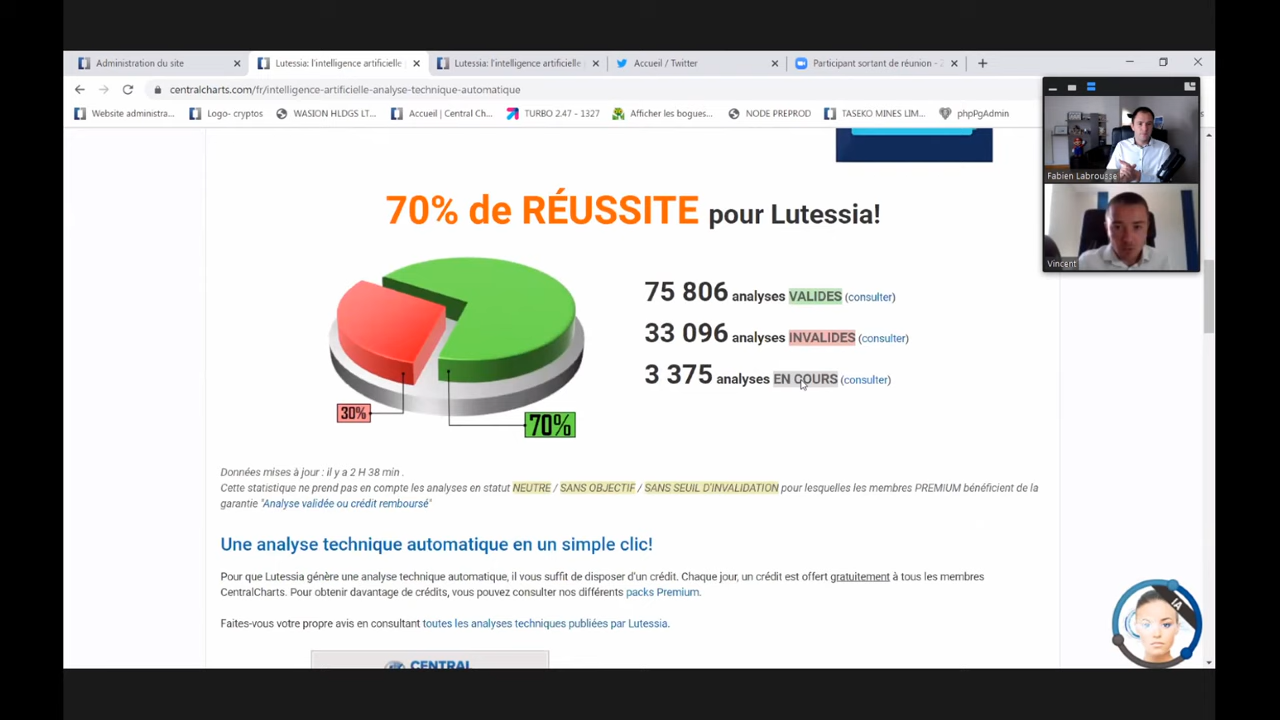 Administration du site
Lutessia: l'intelligence artificielle
Lutessia: l'intelligence artificielle
Accueil / Twitter
Participant sortant de réunion - 2
centralcharts.com/fr/intelligence-artificielle-analyse-technique-automatique
Website administra...
Logo- cryptos
WASION HLDGS LT...
Accueil | Central Ch...
TURBO 2.47 - 1327
Afficher les bogues...
NODE PREPROD
TASEKO MINES LIM...
phpPgAdmin
Fabien Labrousse
Vincent
70% de RÉUSSITE pour Lutessia!
75 806 analyses VALIDES (consulter)
33 096 analyses INVALIDES (consulter)
3 375 analyses EN COURS (consulter)
30%
70%
Données mises à jour : il y a 2 H 38 min .
Cette statistique ne prend pas en compte les analyses en statut NEUTRE / SANS OBJECTIF / SANS SEUIL D'INVALIDATION pour lesquelles les membres PREMIUM bénéficient de la
garantie "Analyse validée ou crédit remboursé"
Une analyse technique automatique en un simple clic!
Pour que Lutessia génère une analyse technique automatique, il vous suffit de disposer d'un crédit. Chaque jour, un crédit est offert gratuitement à tous les membres
CentralCharts. Pour obtenir davantage de crédits, vous pouvez consulter nos différents packs Premium.
Faites-vous votre propre avis en consultant toutes les analyses techniques publiées par Lutessia.
IA
CENTRAL